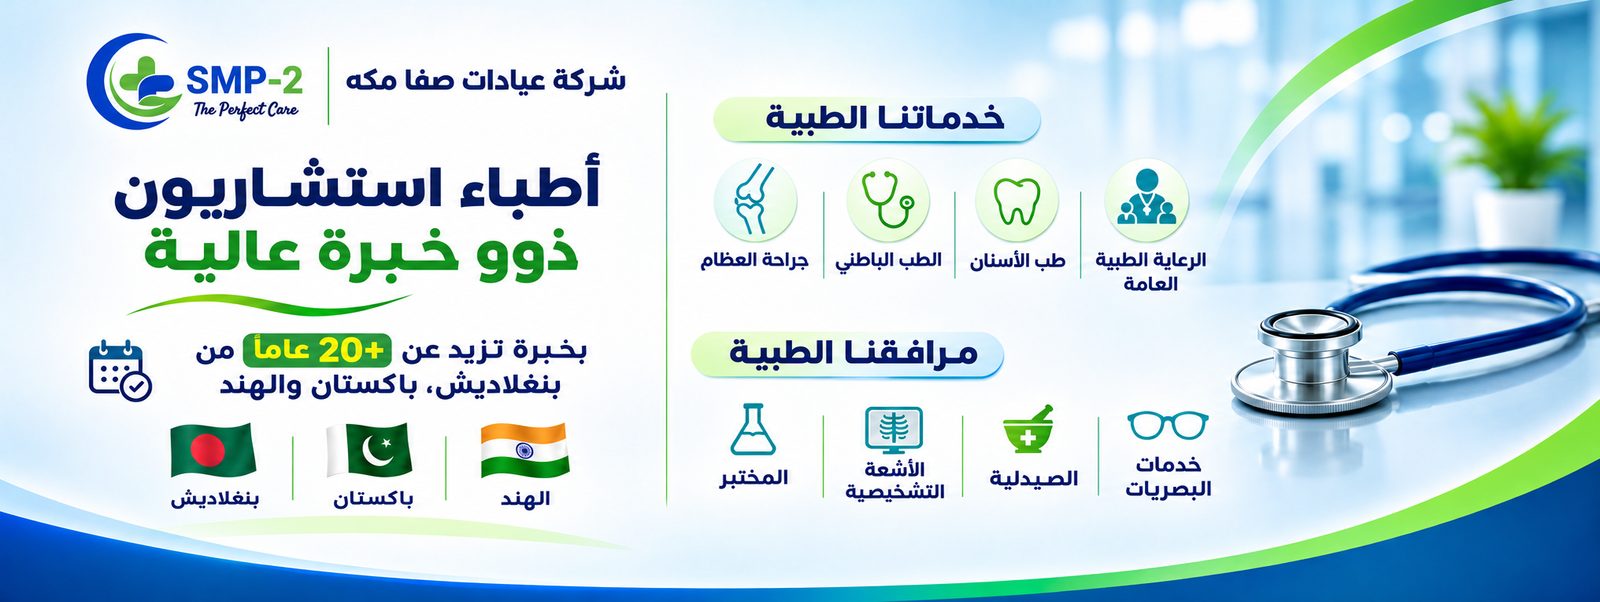 SMP-2
The Perfect Care
شركة عيادات صفا مكه
أطباء استشاريون
ذوو خبرة عالية
بخبرة تزيد عن +20 عاماً من
بنغلاديش، باكستان والهند
الهند
باكستان
بنغلاديش
خدماتنا الطبية
الرعاية الطبية
العامة
طب الأسنان
الطب الباطني
جراحة العظام
مرافقنا الطبية
خدمات
البصريات
الصيدلية
الأشعة
التشخيصية
المختبر